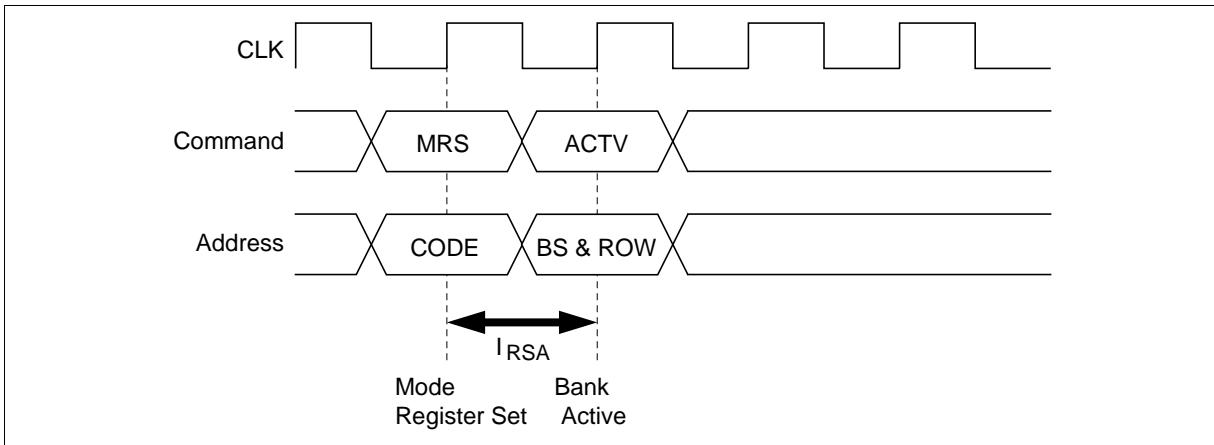 CLK
Command
MRS
ACTV
Address
CODE
BS & ROW
l RSA
Mode
Register Set
Bank
Active